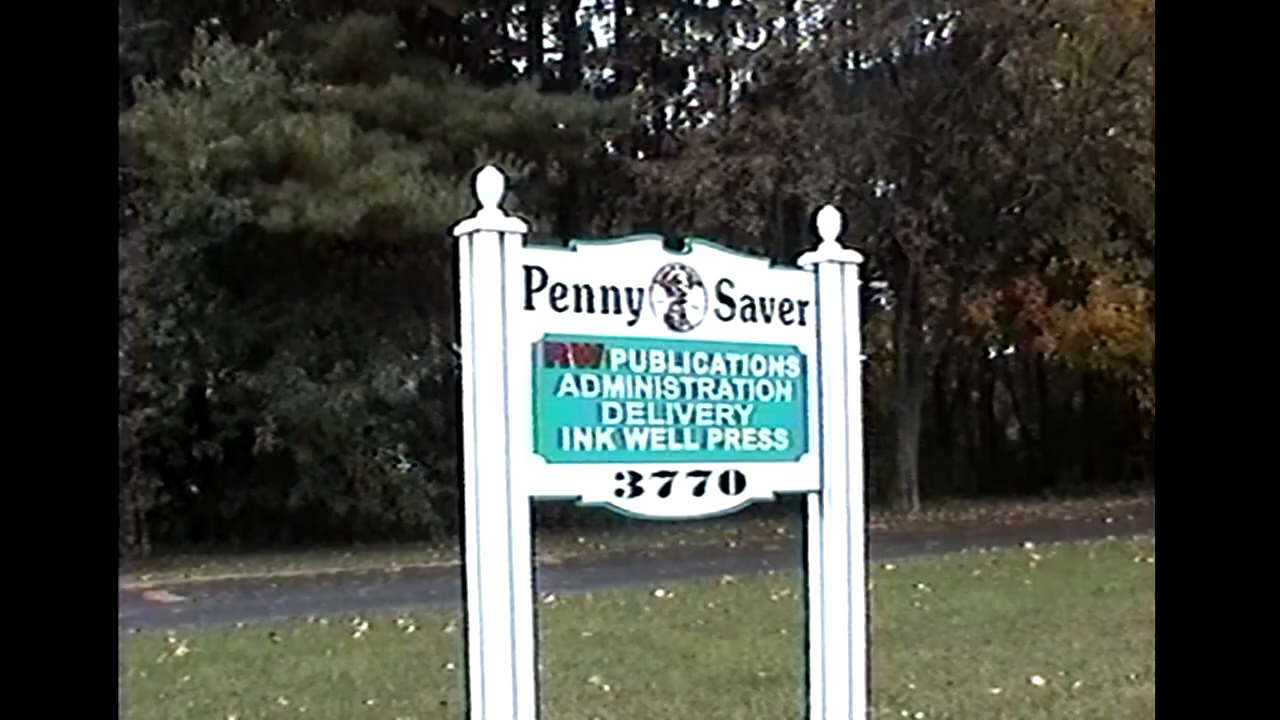 Penny Saver
RW PUBLICATIONS
ADMINISTRATION
DELIVERY
INK WELL PRESS
3770